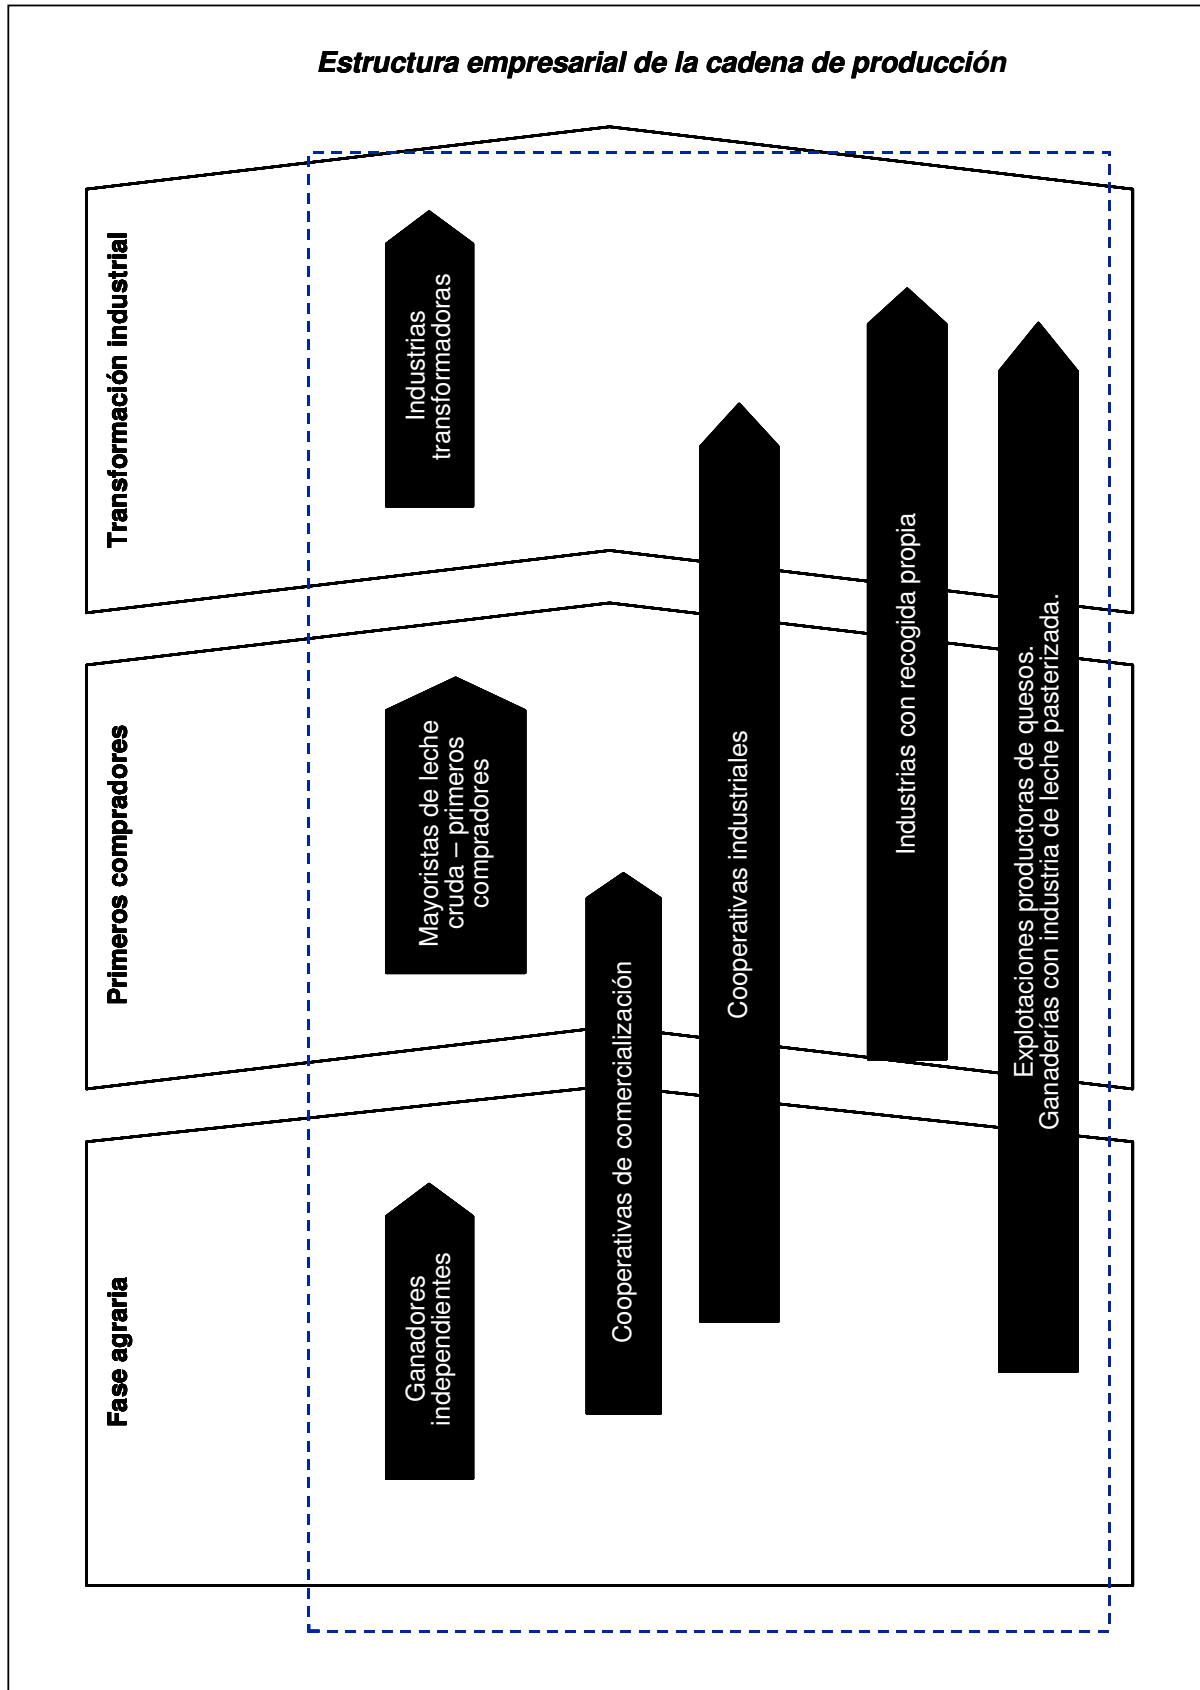 Estructura empresarial de la cadena de producción
Transformación industrial
Industrias
transformadoras
Primeros compradores
Mayoristas de leche
cruda – primeros
compradores
Fase agraria
Ganadores
independientes
Cooperativas de comercialización
Cooperativas industriales
Industrias con recogida propia
Explotaciones productoras de quesos.
Ganaderías con industria de leche pasterizada.